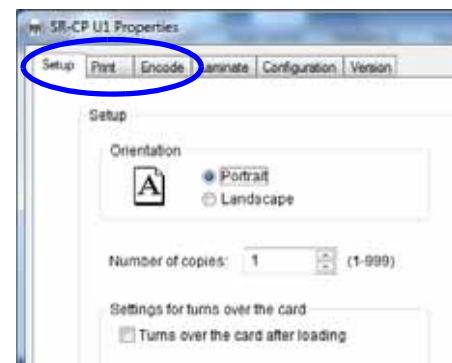 SR-CP U1 Properties
Setup Print Encode Laminate Configuration Version
Setup
Orientation
A
Portrait
Landscape
Number of copies: 1 (1-999)
Settings for turns over the card
Turns over the card after loading